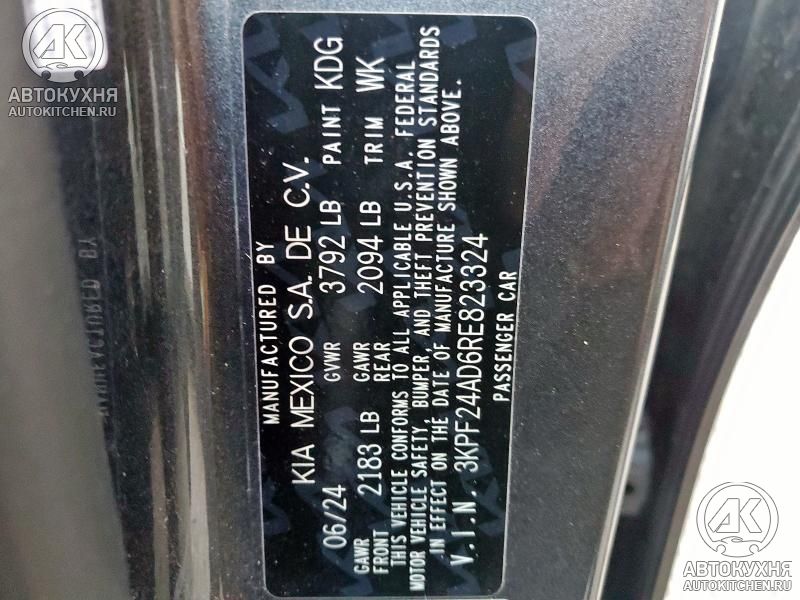 MANUFACTURED BY
KIA MEXICO S.A. DE C.V.
06/24 GVWR 3792 LB PAINT KDG
GAWR FRONT 2183 LB GAWR REAR 2094 LB TRIM WK
THIS VEHICLE CONFORMS TO ALL APPLICABLE U.S.A. FEDERAL
MOTOR VEHICLE SAFETY, BUMPER, AND THEFT PREVENTION STANDARDS
IN EFFECT ON THE DATE OF MANUFACTURE SHOWN ABOVE.
V.I.N. 3KPF24AD6RE823324
PASSENGER CAR
AK
АВТОКУХНЯ
AUTOKITCHEN.RU
AK
АВТОКУХНЯ
AUTOKITCHEN.RU